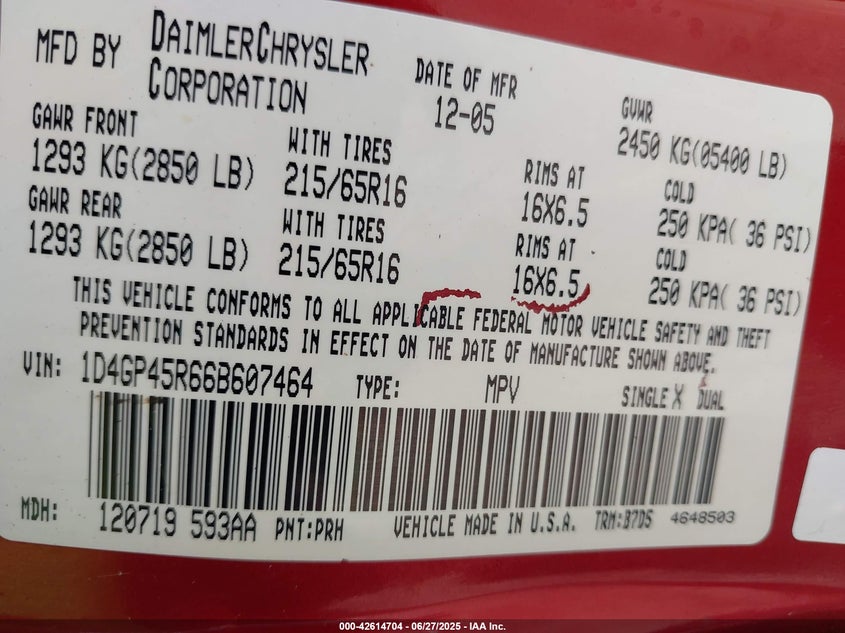 MFD BY DAIMLERCHRYSLER CORPORATION DATE OF MFR 12-05 GVWR 2450 KG(05400 LB)
GAWR FRONT WITH TIRES RIMS AT COLD
1293 KG(2850 LB) 215/65R16 16X6.5 250 KPA( 36 PSI)
GAWR REAR WITH TIRES RIMS AT COLD
1293 KG(2850 LB) 215/65R16 16X6.5 250 KPA( 36 PSI)
THIS VEHICLE CONFORMS TO ALL APPLICABLE FEDERAL MOTOR VEHICLE SAFETY AND THEFT
PREVENTION STANDARDS IN EFFECT ON THE DATE OF MANUFACTURE SHOWN ABOVE.
VIN: 1D4GP45R66B607464 TYPE: MPV SINGLE X DUAL
MDH: 120719 593AA PNT:PRH VEHICLE MADE IN U.S.A. TRM:B7D5 4648503
000-42614704 - 06/27/2025 - IAA Inc.